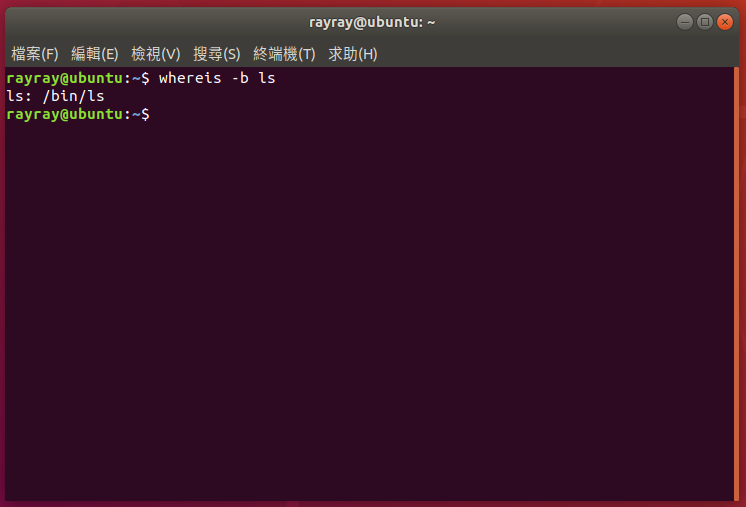 rayray@ubuntu: ~
檔案(F) 編輯(E) 檢視(V) 搜尋(S) 終端機(T) 求助(H)
rayray@ubuntu:~$ whereis -b ls
ls: /bin/ls
rayray@ubuntu:~$